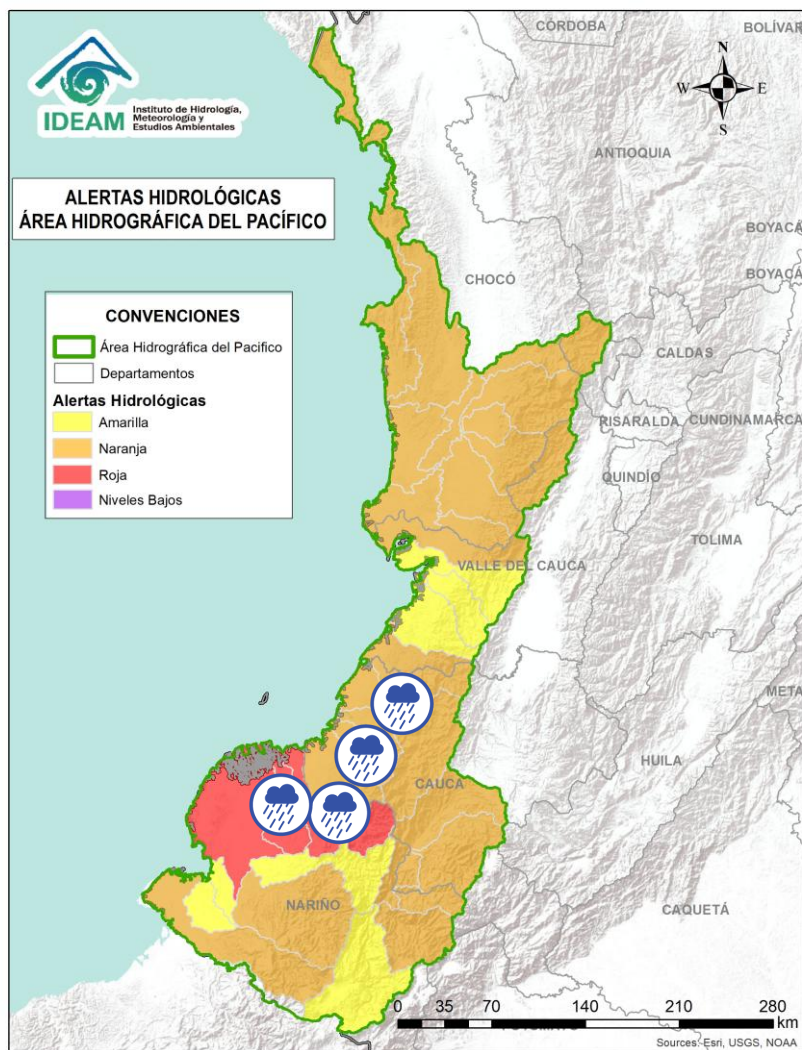 IDEAM
Instituto de Hidrología,
Meteorología y
Estudios Ambientales
ALERTAS HIDROLÓGICAS
ÁREA HIDROGRÁFICA DEL PACÍFICO
CONVENCIONES
Área Hidrográfica del Pacifico
Departamentos
Alertas Hidrológicas
Amarilla
Naranja
Roja
Niveles Bajos
N
W
E
S
CÓRDOBA
BOLÍVAR
ANTIOQUIA
BOYACÁ
BOYACÁ
CHOCÓ
CALDAS
RISARALDA
CUNDINAMARCA
QUINDÍO
TOLIMA
VALLE DEL CAUCA
META
HUILA
CAUCA
NARIÑO
CAQUETÁ
0 35 70 140 210 280
km
Sources: Esri, USGS, NOAA